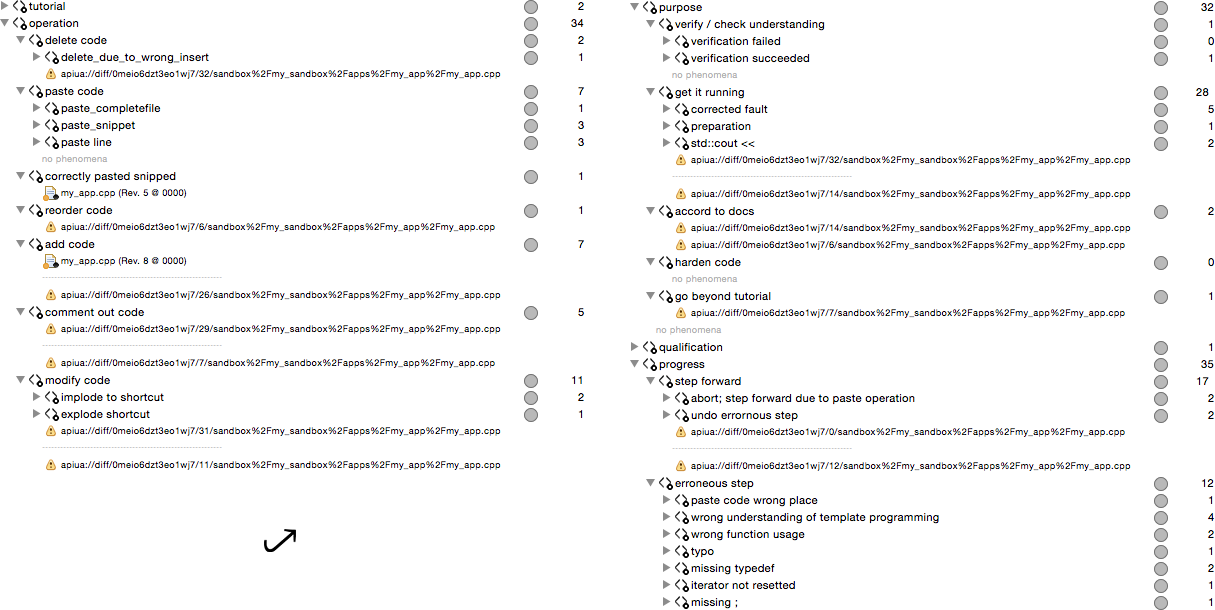 tutorial 2
operation 34
delete code 2
delete_due_to_wrong_insert 1
apiua://diff/0meio6dzt3eo1wj7/32/sandbox%2Fmy_sandbox%2Fapps%2Fmy_app%2Fmy_app.cpp
paste code 7
paste_completefile 1
paste_snippet 3
paste line 3
no phenomena
correctly pasted snipped 1
my_app.cpp (Rev. 5 @ 0000)
reorder code 1
apiua://diff/0meio6dzt3eo1wj7/6/sandbox%2Fmy_sandbox%2Fapps%2Fmy_app%2Fmy_app.cpp
add code 7
my_app.cpp (Rev. 8 @ 0000)
apiua://diff/0meio6dzt3eo1wj7/26/sandbox%2Fmy_sandbox%2Fapps%2Fmy_app%2Fmy_app.cpp
comment out code 5
apiua://diff/0meio6dzt3eo1wj7/29/sandbox%2Fmy_sandbox%2Fapps%2Fmy_app%2Fmy_app.cpp
apiua://diff/0meio6dzt3eo1wj7/7/sandbox%2Fmy_sandbox%2Fapps%2Fmy_app%2Fmy_app.cpp
modify code 11
implode to shortcut 2
explode shortcut 1
apiua://diff/0meio6dzt3eo1wj7/31/sandbox%2Fmy_sandbox%2Fapps%2Fmy_app%2Fmy_app.cpp
apiua://diff/0meio6dzt3eo1wj7/11/sandbox%2Fmy_sandbox%2Fapps%2Fmy_app%2Fmy_app.cpp
purpose 32
verify / check understanding 1
verification failed 0
verification succeeded 1
no phenomena
get it running 28
corrected fault 5
preparation 1
std::cout << 2
apiua://diff/0meio6dzt3eo1wj7/32/sandbox%2Fmy_sandbox%2Fapps%2Fmy_app%2Fmy_app.cpp
apiua://diff/0meio6dzt3eo1wj7/14/sandbox%2Fmy_sandbox%2Fapps%2Fmy_app%2Fmy_app.cpp
accord to docs 2
apiua://diff/0meio6dzt3eo1wj7/14/sandbox%2Fmy_sandbox%2Fapps%2Fmy_app%2Fmy_app.cpp
apiua://diff/0meio6dzt3eo1wj7/6/sandbox%2Fmy_sandbox%2Fapps%2Fmy_app%2Fmy_app.cpp
harden code 0
no phenomena
go beyond tutorial 1
apiua://diff/0meio6dzt3eo1wj7/7/sandbox%2Fmy_sandbox%2Fapps%2Fmy_app%2Fmy_app.cpp
no phenomena
qualification 1
progress 35
step forward 17
abort; step forward due to paste operation 2
undo errornous step 2
apiua://diff/0meio6dzt3eo1wj7/0/sandbox%2Fmy_sandbox%2Fapps%2Fmy_app%2Fmy_app.cpp
apiua://diff/0meio6dzt3eo1wj7/12/sandbox%2Fmy_sandbox%2Fapps%2Fmy_app%2Fmy_app.cpp
erroneous step 12
paste code wrong place 1
wrong understanding of template programming 4
wrong function usage 2
typo 1
missing typedef 2
iterator not resetted 1
missing ; 1